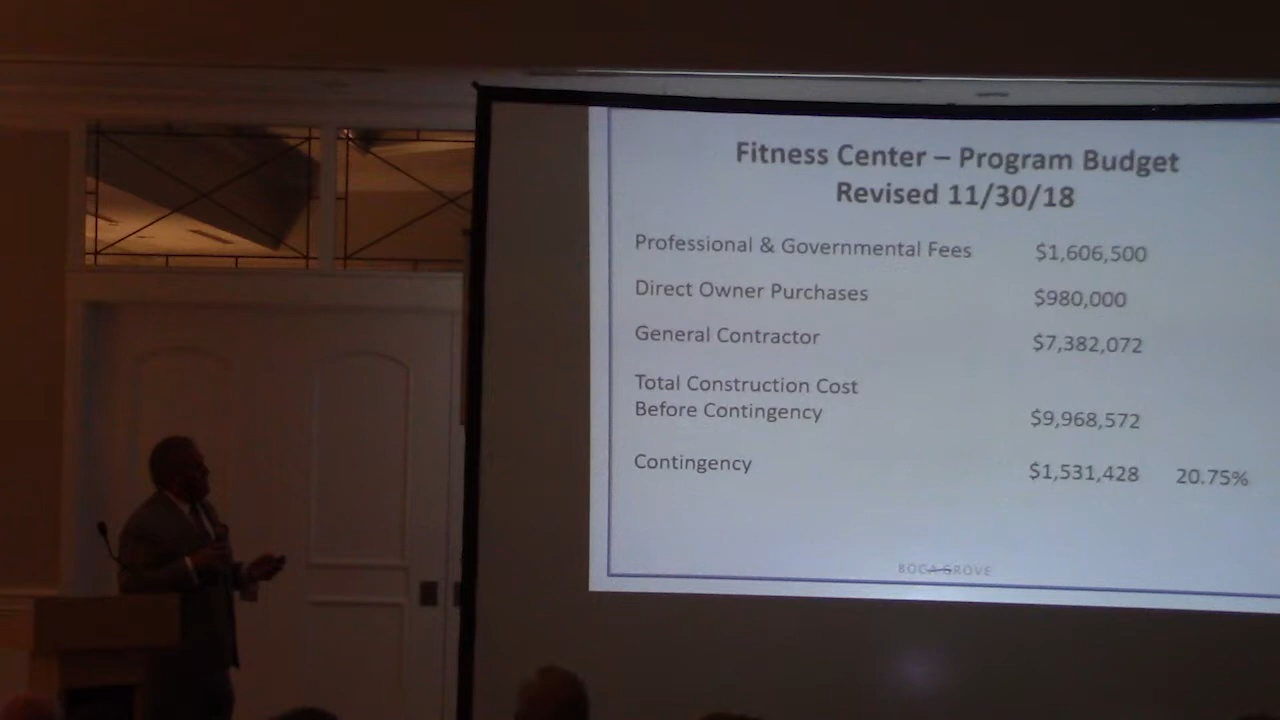 Fitness Center – Program Budget
Revised 11/30/18
Professional & Governmental Fees $1,606,500
Direct Owner Purchases $980,000
General Contractor $7,382,072
Total Construction Cost
Before Contingency $9,968,572
Contingency $1,531,428 20.75%
BOCA GROVE